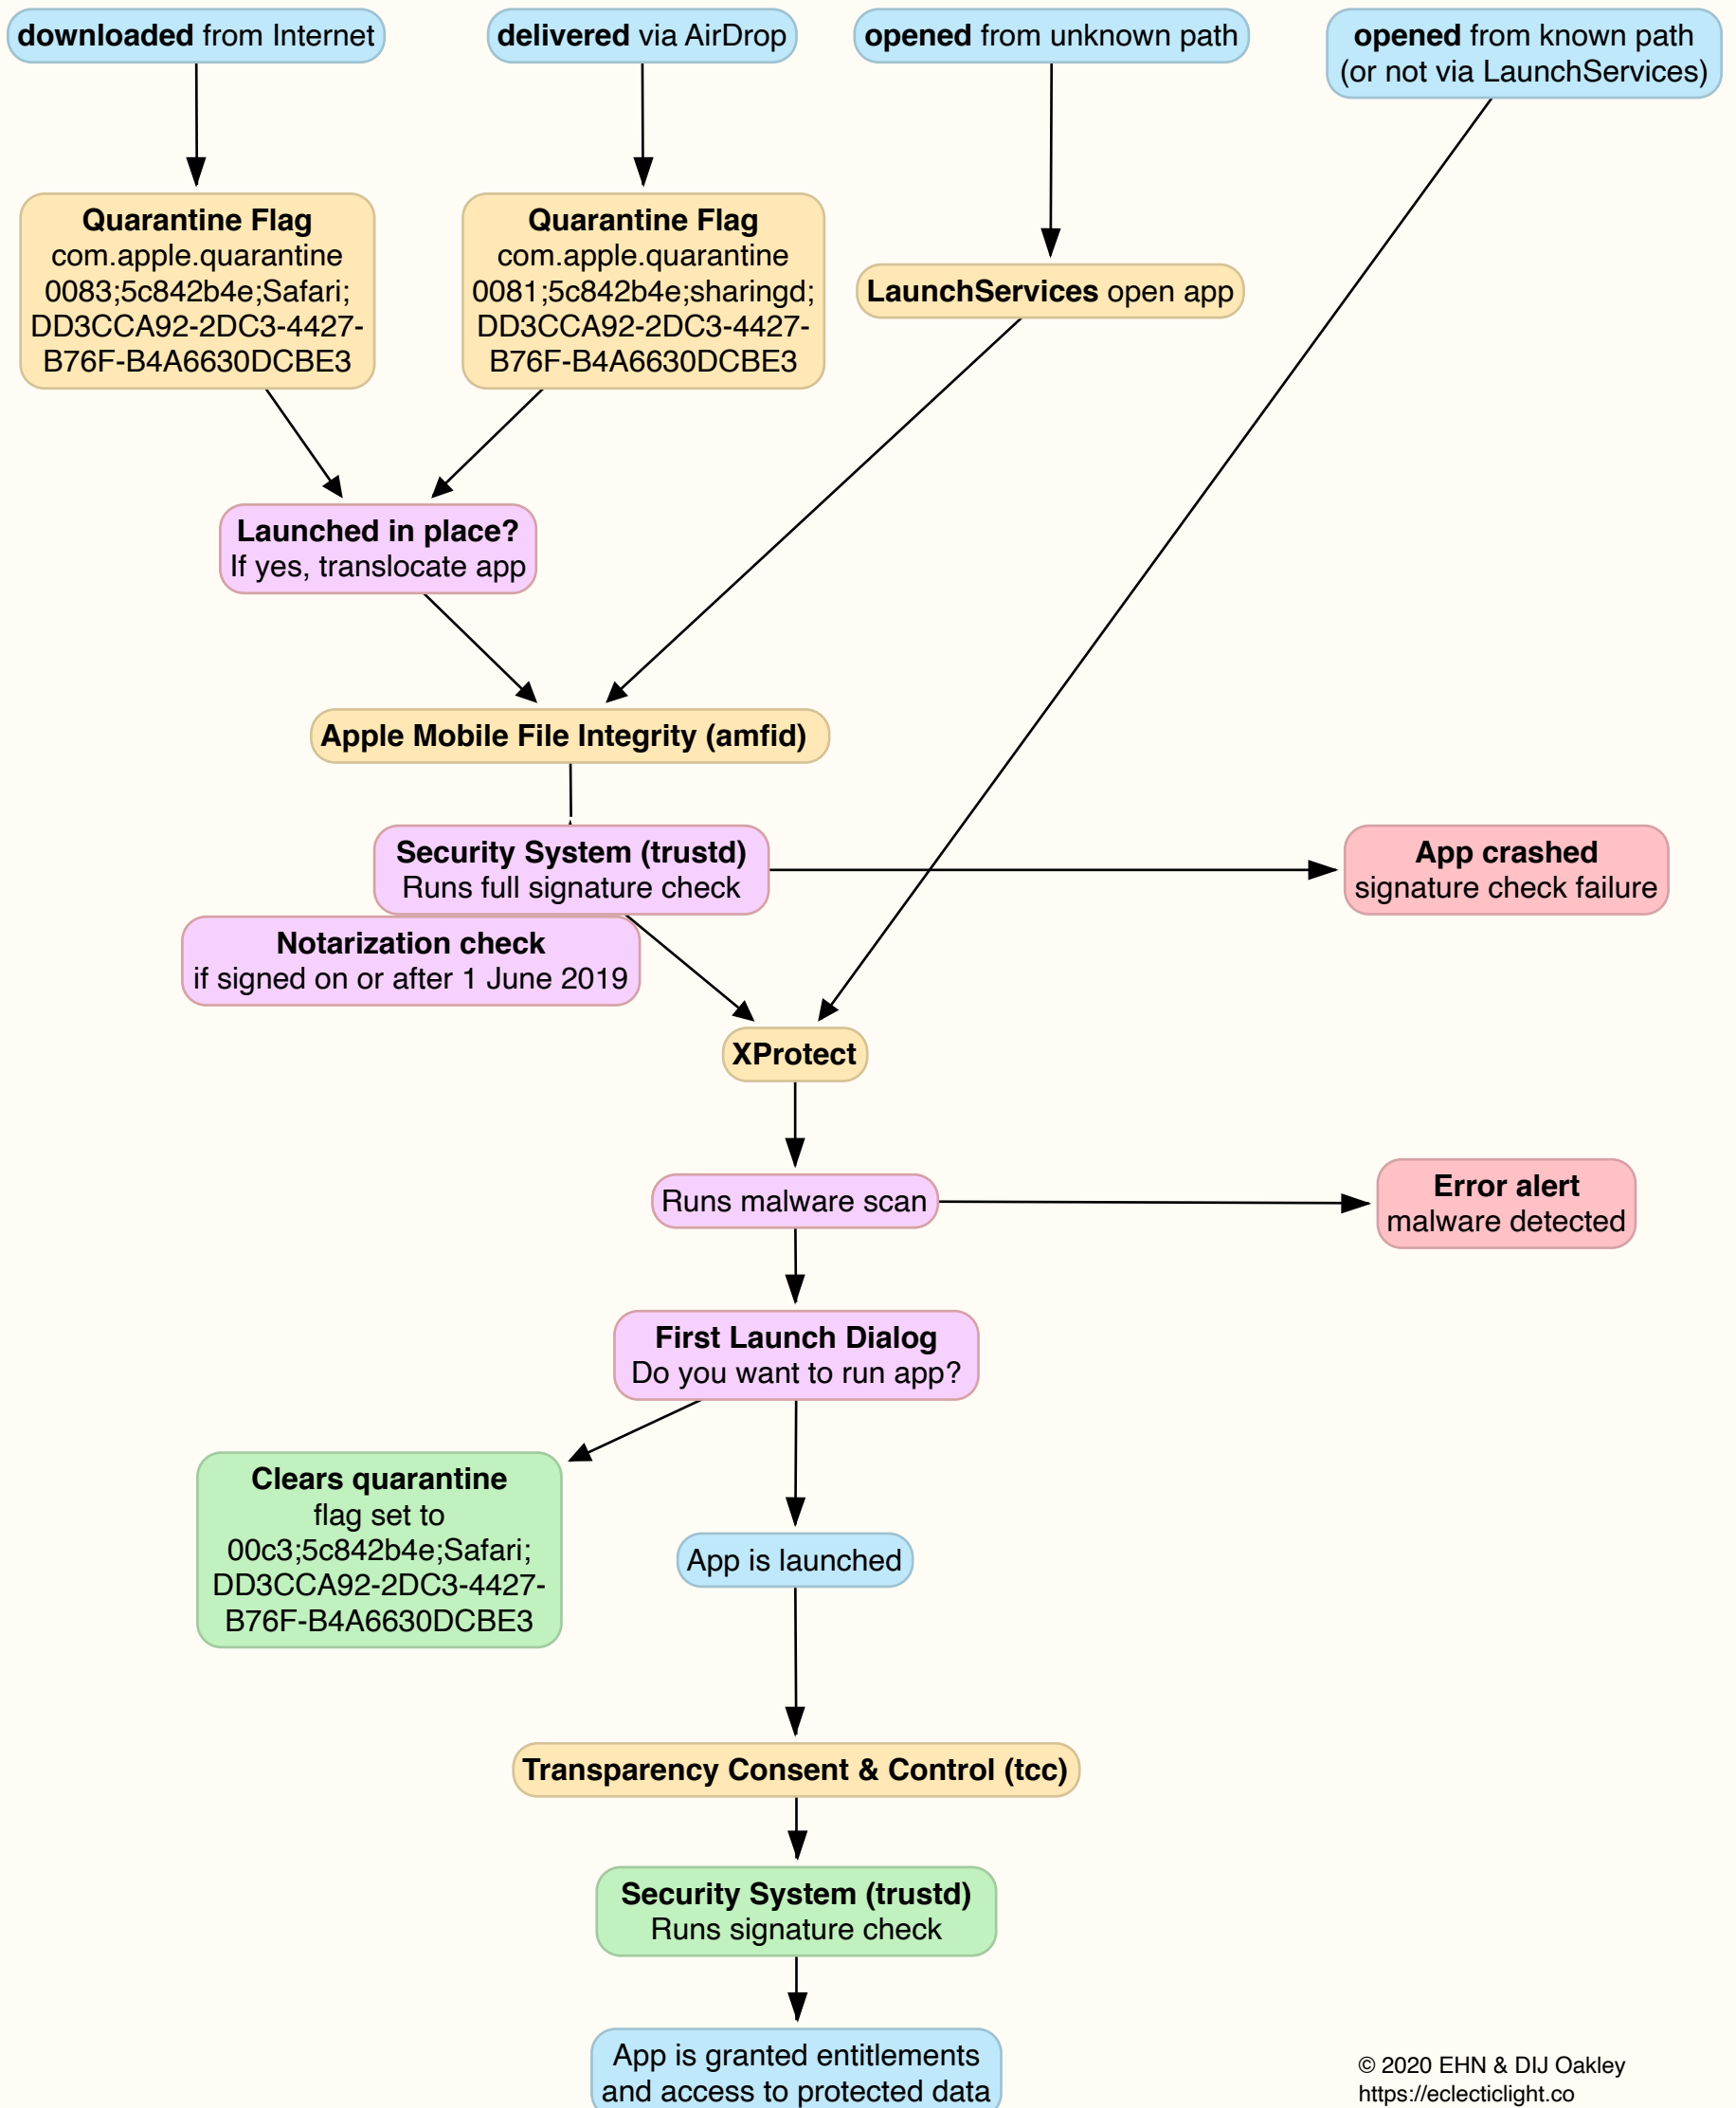 downloaded from Internet
delivered via AirDrop
opened from unknown path
opened from known path
(or not via LaunchServices)
Quarantine Flag
com.apple.quarantine
0083;5c842b4e;Safari;
DD3CCA92-2DC3-4427-
B76F-B4A6630DCBE3
Quarantine Flag
com.apple.quarantine
0081;5c842b4e;sharingd;
DD3CCA92-2DC3-4427-
B76F-B4A6630DCBE3
LaunchServices open app
Launched in place?
If yes, translocate app
Apple Mobile File Integrity (amfid)
Security System (trustd)
Runs full signature check
App crashed
signature check failure
Notarization check
if signed on or after 1 June 2019
XProtect
Runs malware scan
Error alert
malware detected
First Launch Dialog
Do you want to run app?
Clears quarantine
flag set to
00c3;5c842b4e;Safari;
DD3CCA92-2DC3-4427-
B76F-B4A6630DCBE3
App is launched
Transparency Consent & Control (tcc)
Security System (trustd)
Runs signature check
App is granted entitlements
and access to protected data
© 2020 EHN & DIJ Oakley
https://eclecticlight.co